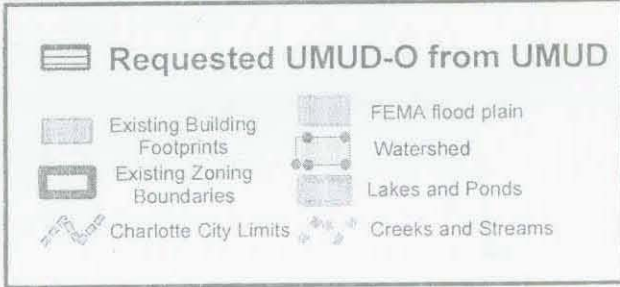 Requested UMUD-O from UMUD
Existing Building
Footprints
Existing Zoning
Boundaries
Charlotte City Limits
FEMA flood plain
Watershed
Lakes and Ponds
Creeks and Streams